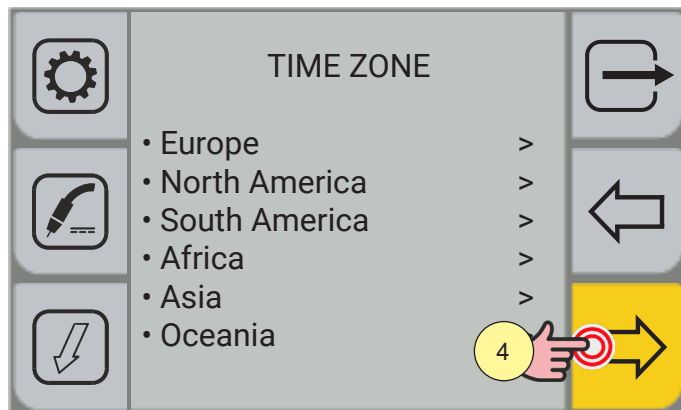 TIME ZONE
• Europe >
• North America >
• South America >
• Africa >
• Asia >
• Oceania
4